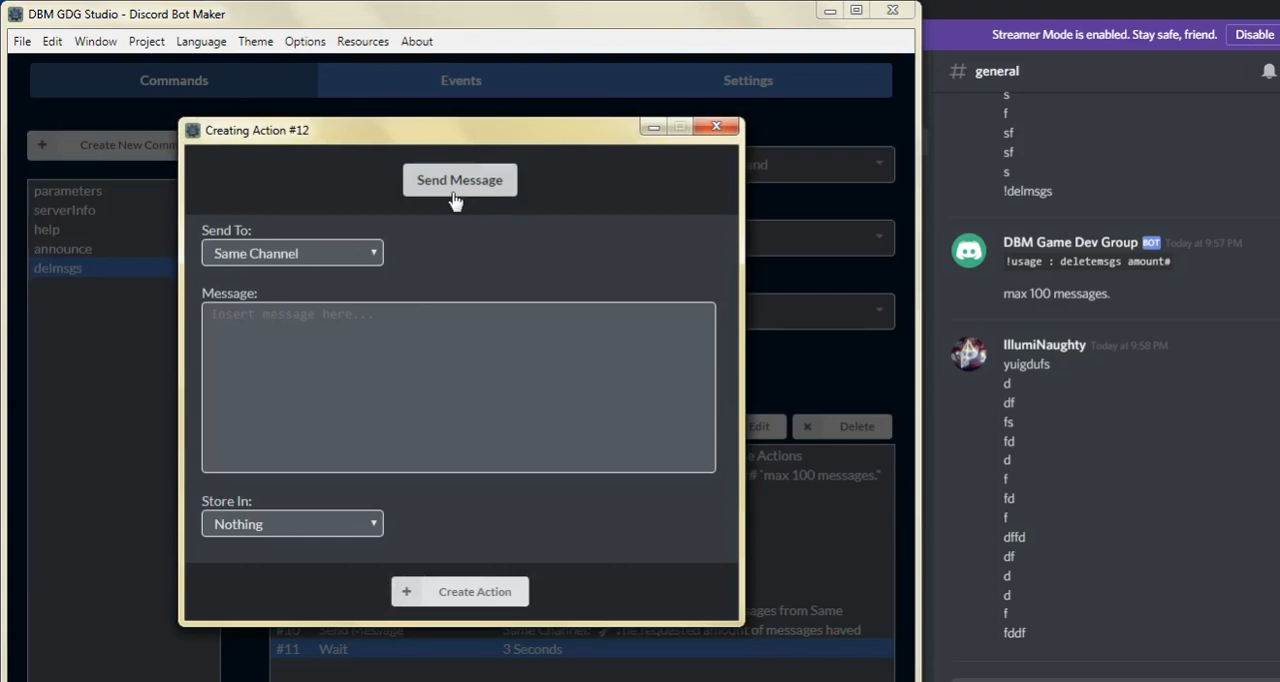 DBM GDG Studio - Discord Bot Maker
File Edit Window Project Language Theme Options Resources About
Commands Events Settings
+ Create New Comm
parameters
serverInfo
help
announce
delmsgs
Creating Action #12
Send Message
Send To:
Same Channel
Message:
Insert message here...
Store In:
Nothing
+ Create Action
Edit × Delete
e Actions
# `max 100 messages."
ages from Same
#10 Send Message Same Channel: The requested amount of messages haved
#11 Wait 3 Seconds
Streamer Mode is enabled. Stay safe, friend. Disable
# general
s
f
sf
sf
s
!delmsgs
DBM Game Dev Group BOT Today at 9:57 PM
!usage : deletemsgs amount#
max 100 messages.
IllumiNaughty Today at 9:58 PM
yuigdufs
d
df
fs
fd
d
f
fd
f
dffd
df
d
d
f
fddf